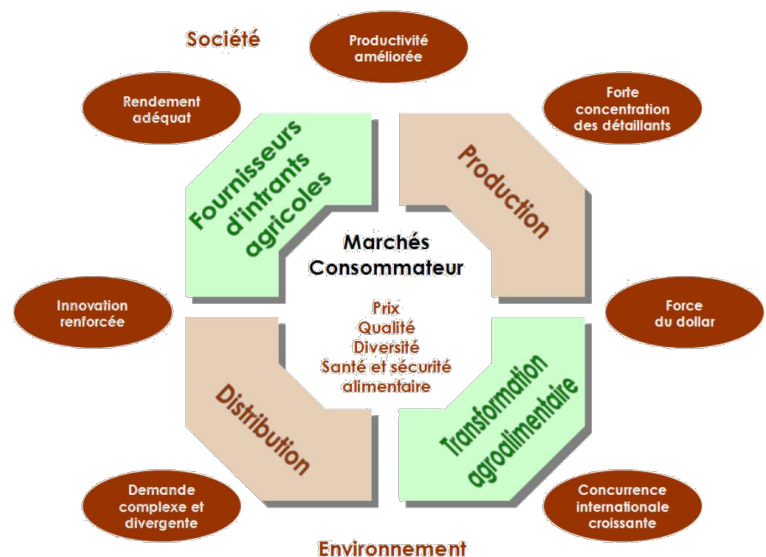 Société
Productivité
améliorée
Rendement
adéquat
Forte
concentration
des détaillants
Fournisseurs
d'intrants
agricoles
Production
Marchés
Consommateur
Prix
Qualité
Diversité
Santé et sécurité
alimentaire
Innovation
renforcée
Force
du dollar
Distribution
Transformation
agroalimentaire
Demande
complexe et
divergente
Concurrence
internationale
croissante
Environnement